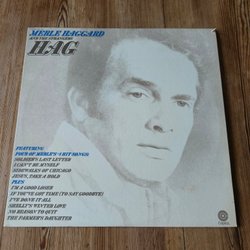 MERLE HAGGARD
AND THE STRANGERS
HAG
FEATURING
FOUR OF MERLE'S #1 HIT SONGS:
SOLDIER'S LAST LETTER
I CAN'T BE MYSELF
SIDEWALKS OF CHICAGO
JESUS, TAKE A HOLD
PLUS
I'M A GOOD LOSER
IF YOU'VE GOT TIME (TO SAY GOODBYE)
I'VE DONE IT ALL
SHELLY'S WINTER LOVE
NO REASON TO QUIT
THE FARMER'S DAUGHTER